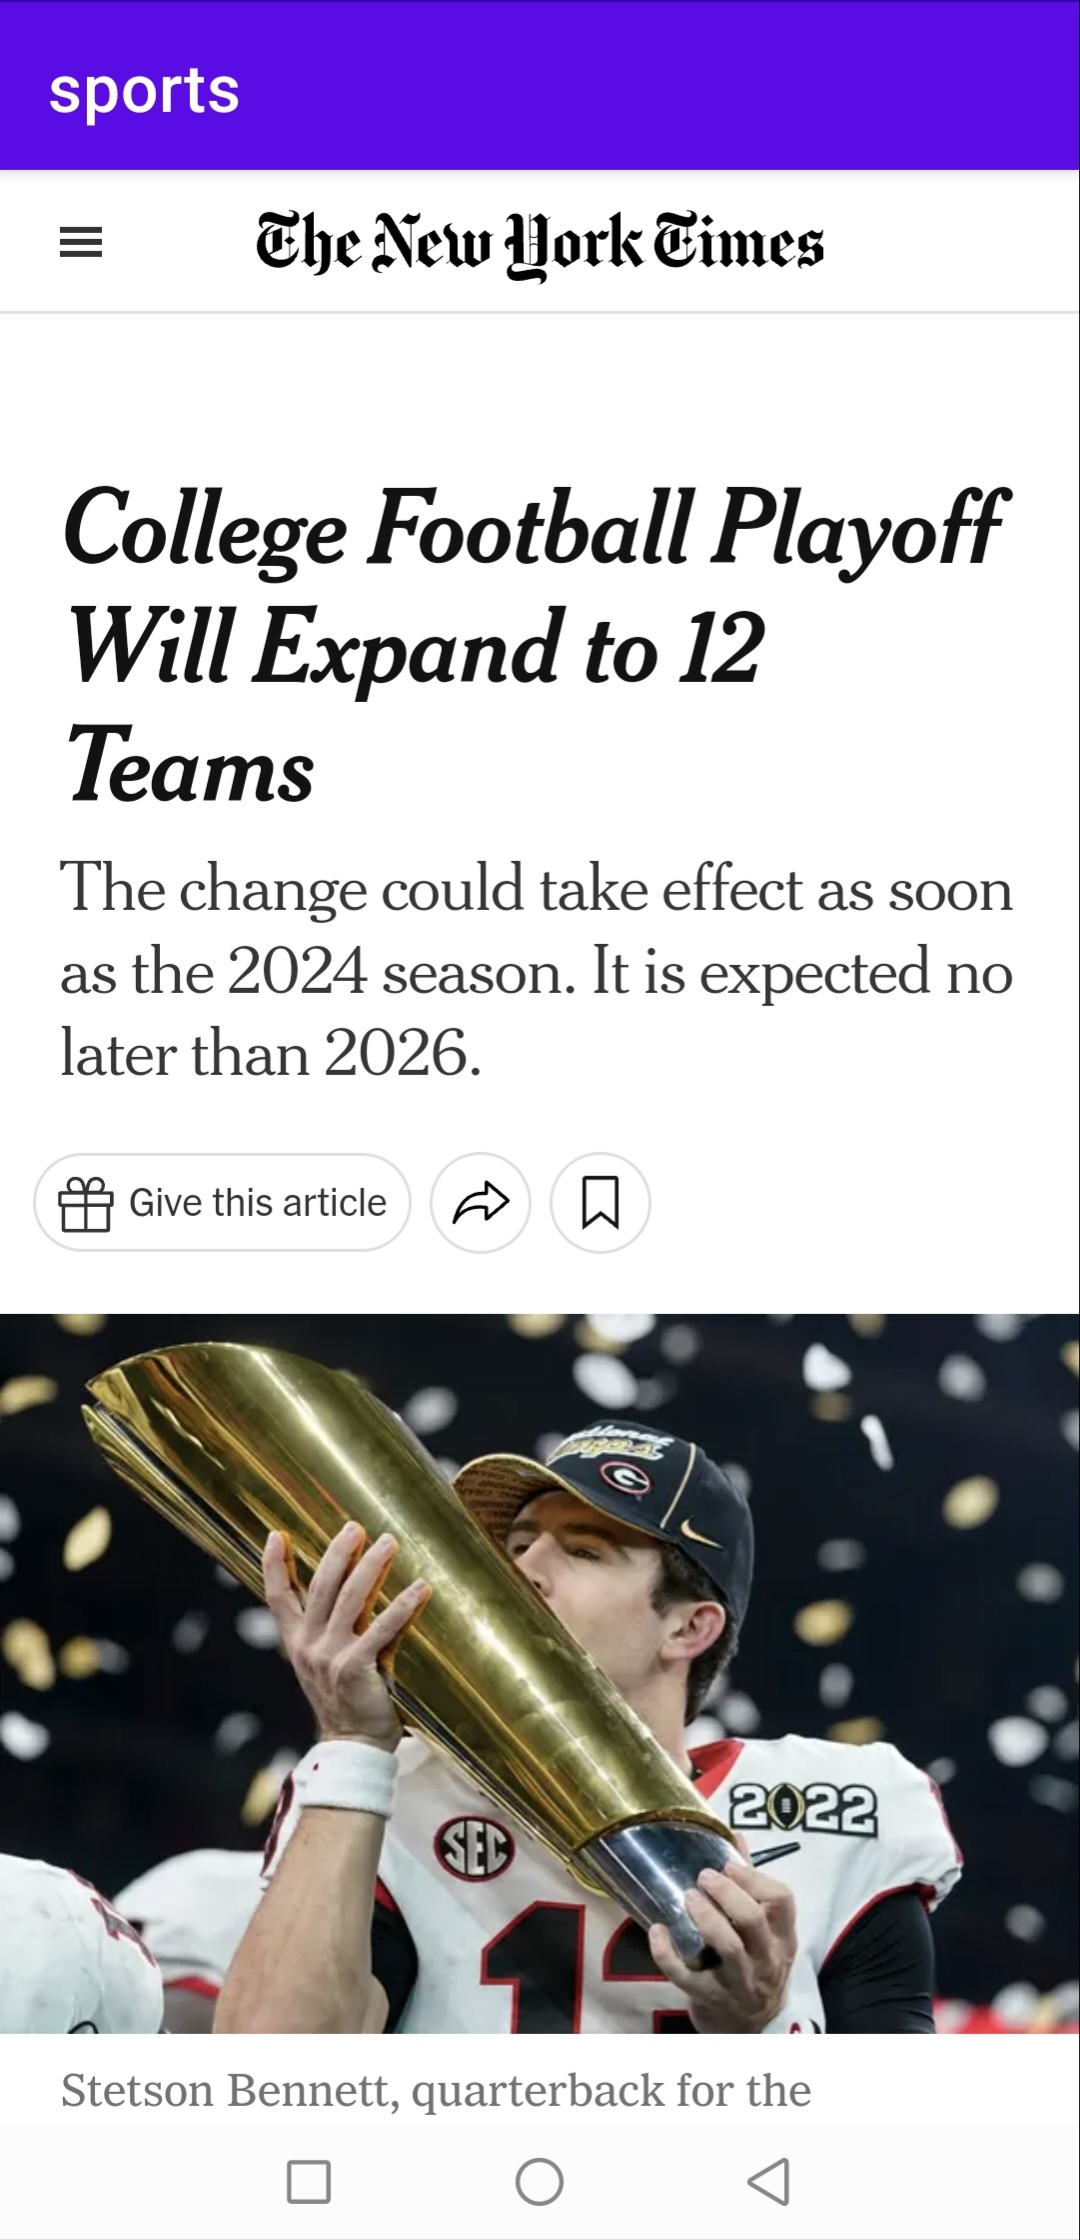 sports
The New York Times
College Football Playoff
Will Expand to 12
Teams
The change could take effect as soon
as the 2024 season. It is expected no
later than 2026.
Give this article
G
SEC
2022
13
Stetson Bennett, quarterback for the